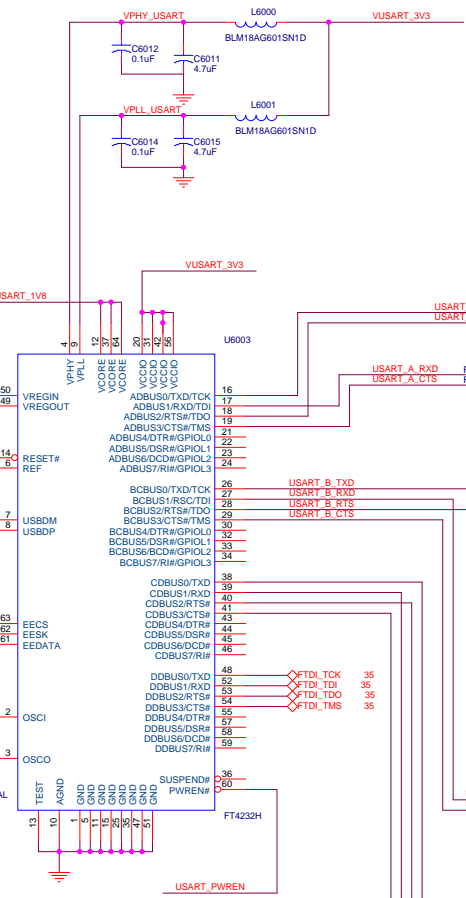 VPHY_USART
L6000
VUSART_3V3
BLM18AG601SN1D
C6012
0.1uF
C6011
4.7uF
VPLL_USART
L6001
BLM18AG601SN1D
C6014
0.1uF
C6015
4.7uF
VUSART_3V3
USART_1V8
4
9
12
37
64
20
31
42
56
U6003
VPHY
VPLL
VCORE
VCORE
VCORE
VCCIO
VCCIO
VCCIO
VCCIO
USART_
USART_
USART_A_RXD
USART_A_CTS
50 VREGIN
49 VREGOUT
14 RESET#
6 REF
7 USBDM
8 USBDP
63 EECS
62 EESK
61 EEDATA
2 OSCI
3 OSCO
ADBUS0/TXD/TCK 16
ADBUS1/RXD/TDI 17
ADBUS2/RTS#/TDO 18
ADBUS3/CTS#/TMS 19
ADBUS4/DTR#/GPIOL0 21
ADBUS5/DSR#/GPIOL1 22
ADBUS6/DCD#/GPIOL2 23
ADBUS7/RI#/GPIOL3 24
BCBUS0/TXD/TCK 26 USART_B_TXD
BCBUS1/RSC/TDI 27 USART_B_RXD
BCBUS2/RTS#/TDO 28 USART_B_RTS
BCBUS3/CTS#/TMS 29 USART_B_CTS
BCBUS4/DTR#/GPIOL0 30
BCBUS5/DSR#/GPIOL1 32
BCBUS6/BCD#/GPIOL2 33
BCBUS7/RI#/GPIOL3 34
CDBUS0/TXD 38
CDBUS1/RXD 39
CDBUS2/RTS# 40
CDBUS3/CTS# 41
CDBUS4/DTR# 43
CDBUS5/DSR# 44
CDBUS6/DCD# 45
CDBUS7/RI# 46
DDBUS0/TXD 48 FTDI_TCK 35
DDBUS1/RXD 52 FTDI_TDI 35
DDBUS2/RTS# 53 FTDI_TDO 35
DDBUS3/CTS# 54 FTDI_TMS 35
DDBUS4/DTR# 55
DDBUS5/DSR# 57
DDBUS6/DCD# 58
DDBUS7/RI# 59
SUSPEND# 36
PWREN# 60
AL
TEST
AGND
GND
GND
GND
GND
GND
GND
GND
GND
13
10
1
5
11
15
25
35
47
51
FT4232H
USART_PWREN